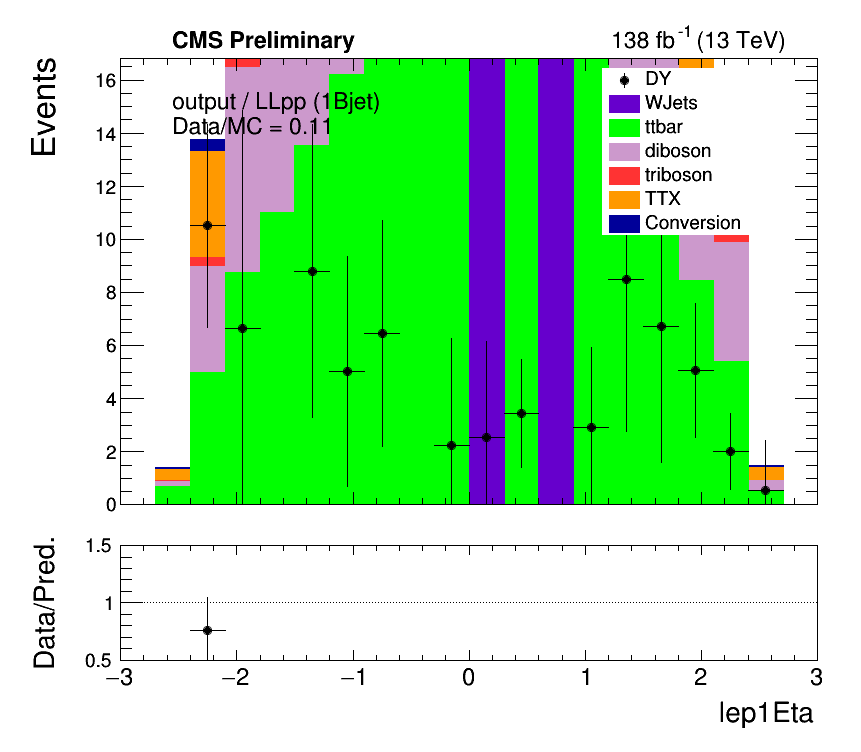 CMS Preliminary
138 fb-1 (13 TeV)
Events
output / LLpp (1Bjet)
Data/MC = 0.11
DY
WJets
ttbar
diboson
triboson
TTX
Conversion
16
14
12
10
8
6
4
2
0
Data/Pred.
1.5
1
0.5
−3 −2 −1 0 1 2 3
lep1Eta